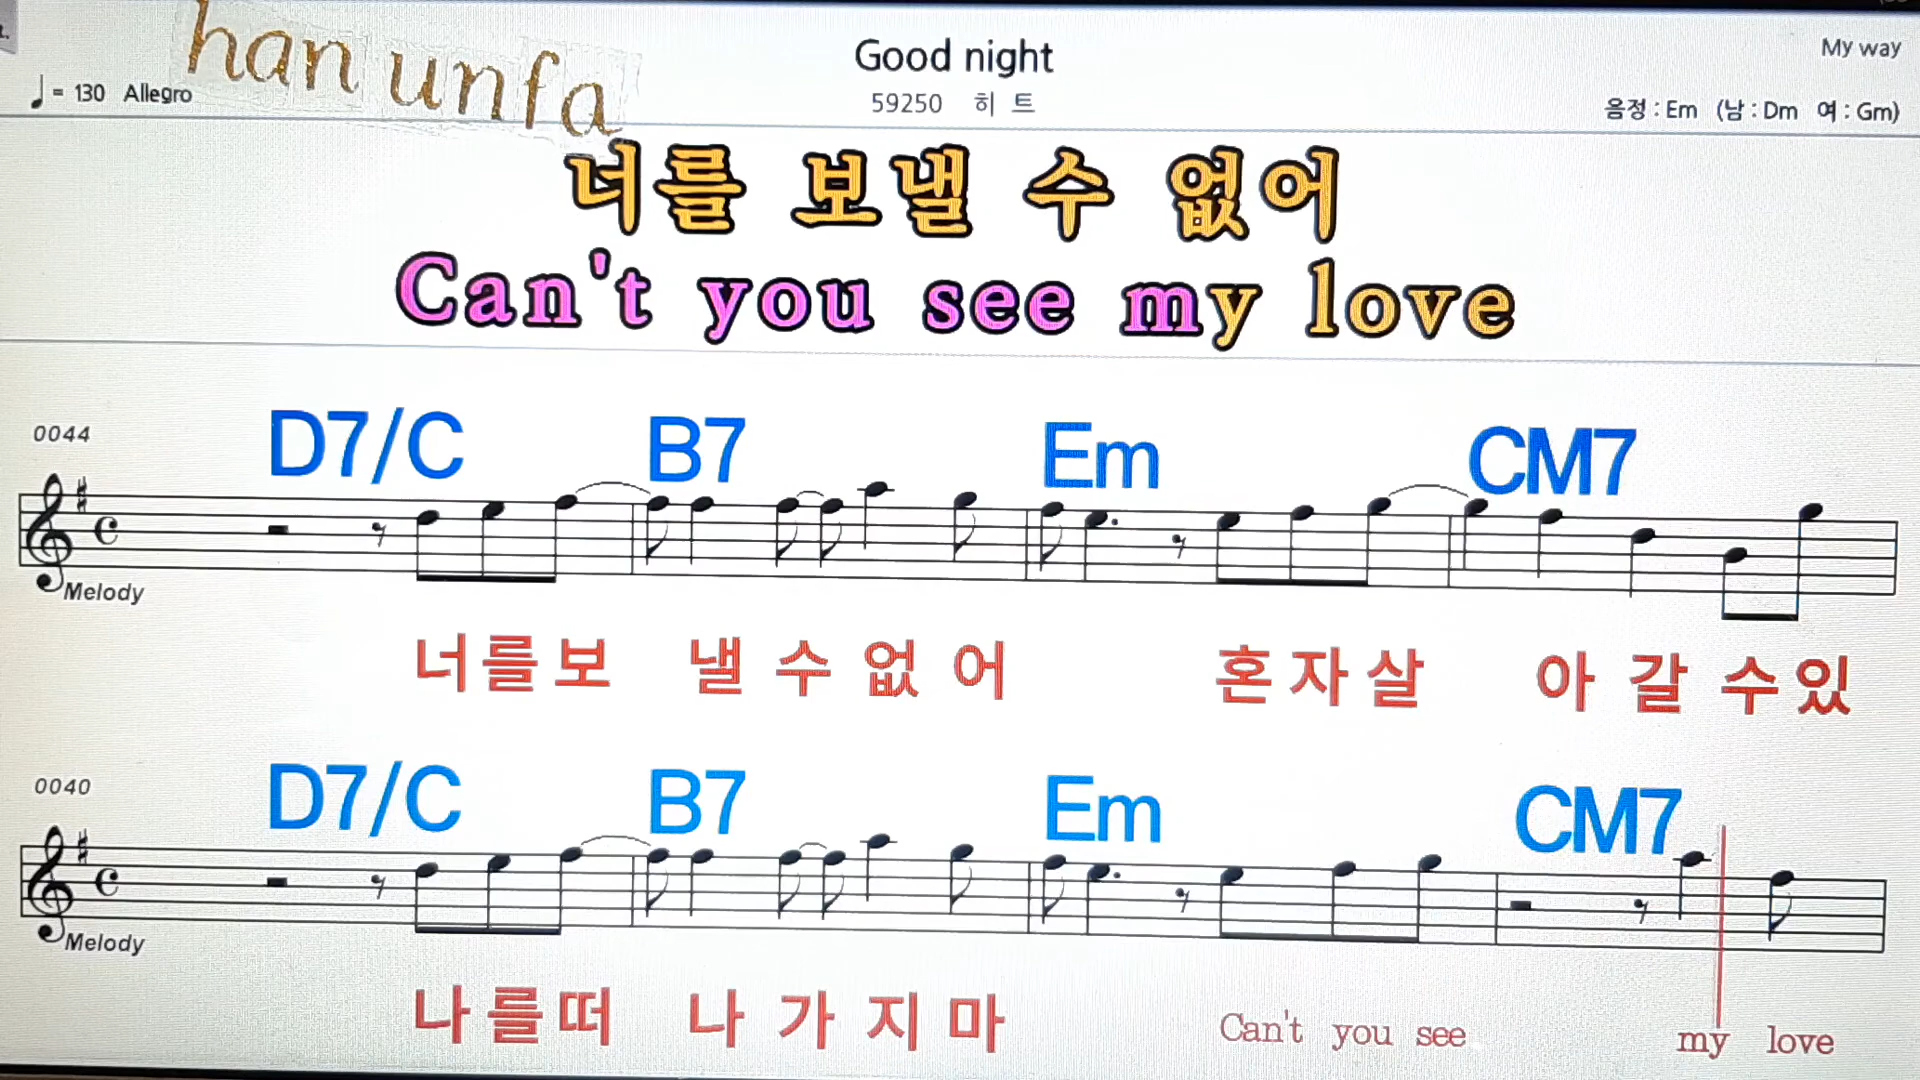 han unfa
Good night
My way
♩= 130 Allegro
59250 히 트
음정 : Em (남 : Dm 여 : Gm)
너를 보낼 수 없어
Can't you see my love
0044
D7/C B7 Em CM7
Melody
너를보 낼수없어 혼자살 아갈수있
0040
D7/C B7 Em CM7
Melody
나를떠 나가지마 Can't you see my love